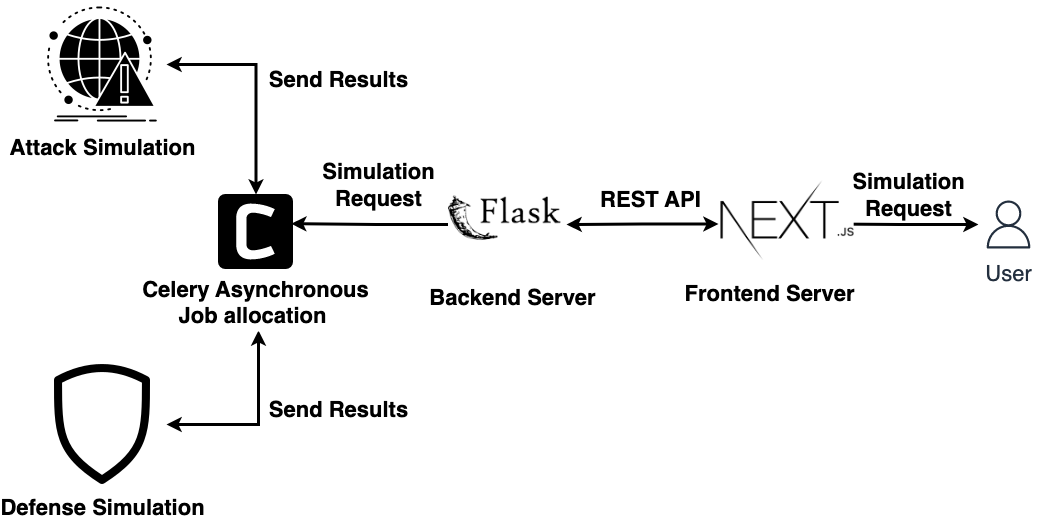 Send Results
Attack Simulation
Simulation
Request
Flask
REST API
NEXT.JS
Simulation
Request
C
User
Celery Asynchronous
Job allocation
Backend Server
Frontend Server
Send Results
Defense Simulation